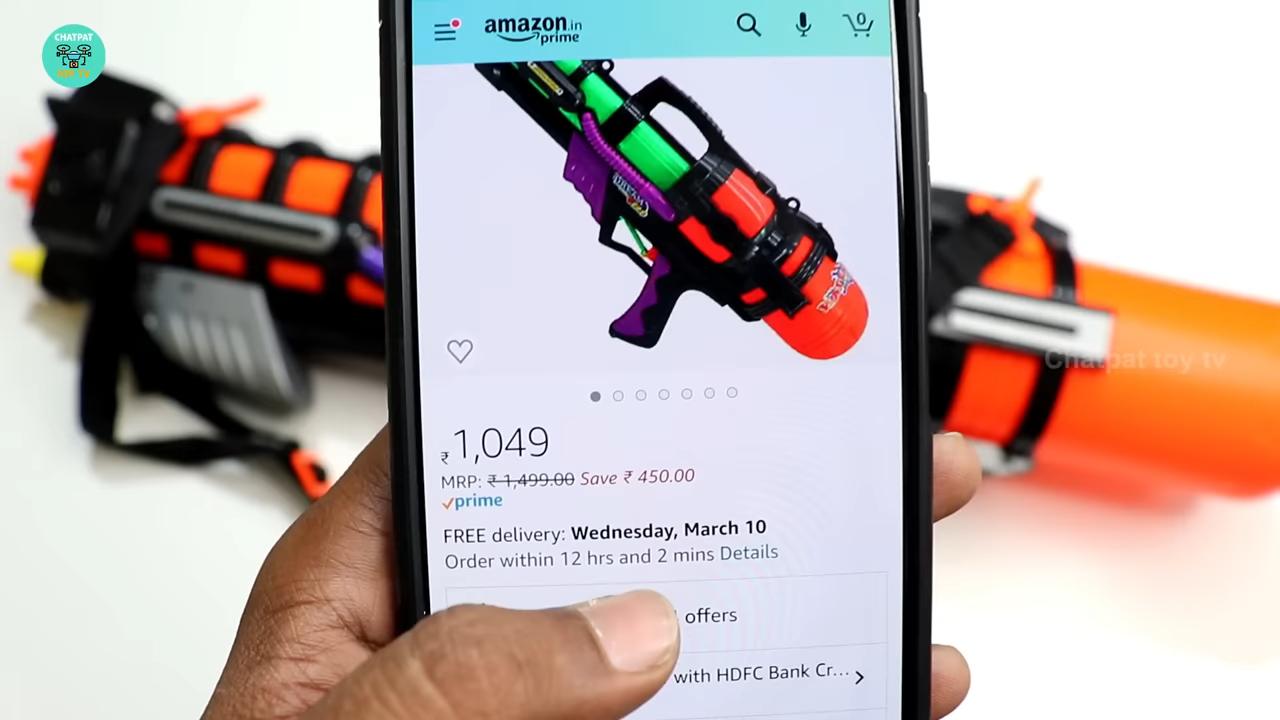 CHATPAT
TOY TV
amazon.in
prime
0
Chatpat toy tv
₹1,049
MRP: ₹ 1,499.00 Save ₹ 450.00
prime
FREE delivery: Wednesday, March 10
Order within 12 hrs and 2 mins Details
offers
with HDFC Bank Cr...